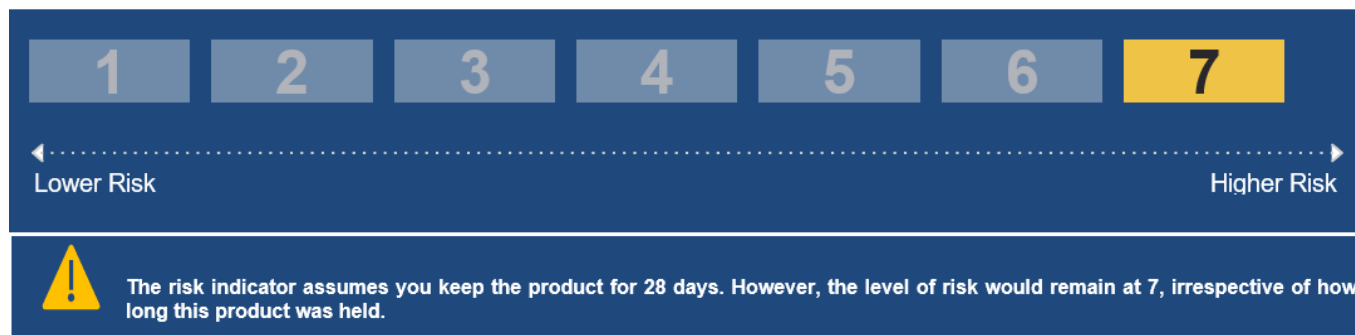 1 2 3 4 5 6 7
Lower Risk Higher Risk
The risk indicator assumes you keep the product for 28 days. However, the level of risk would remain at 7, irrespective of how
long this product was held.